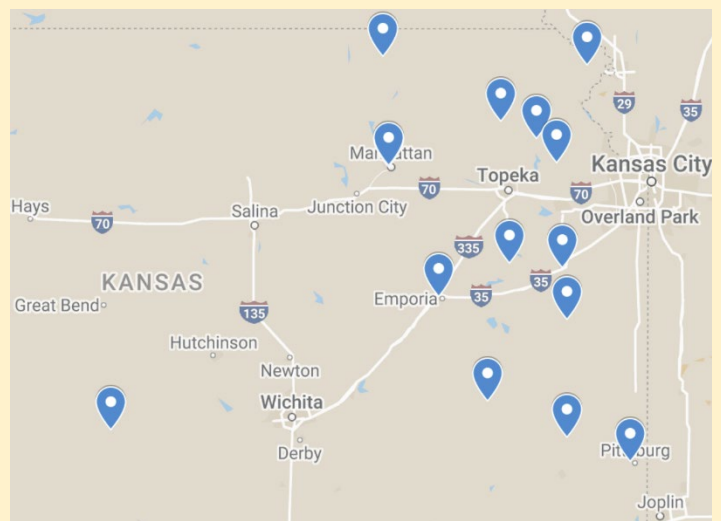 29
35
Manhattan
Kansas City
Topeka
70
70
Hays
Salina
Junction City
Overland Park
70
335
KANSAS
35
Emporia
35
Great Bend
135
Hutchinson
Newton
Wichita
Derby
Pittsburg
Joplin